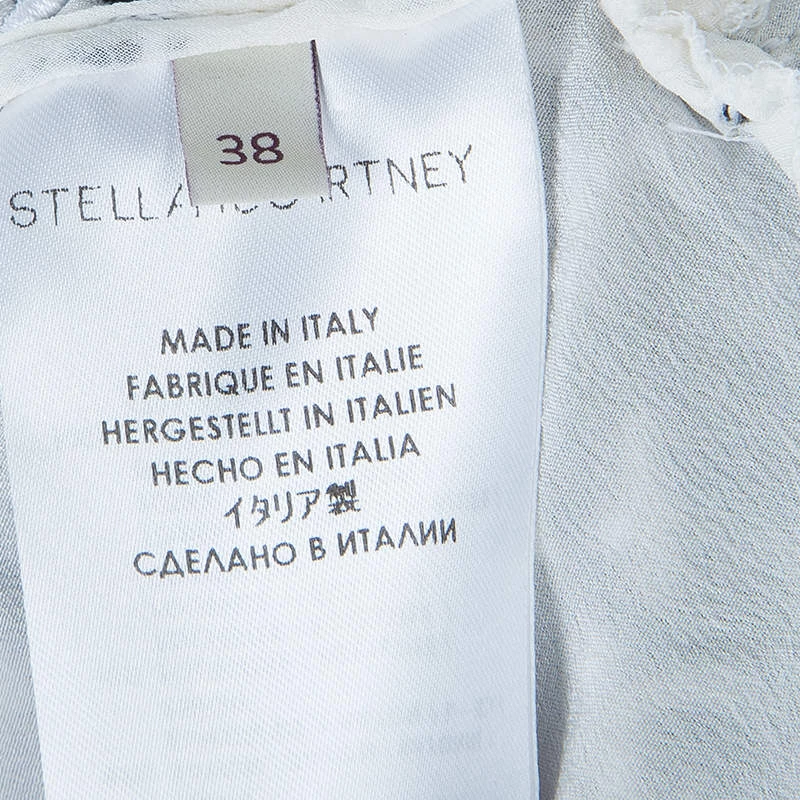 38
STELLA McCARTNEY
MADE IN ITALY
FABRIQUE EN ITALIE
HERGESTELLT IN ITALIEN
HECHO EN ITALIA
イタリア製
СДЕЛАНО В ИТАЛИИ